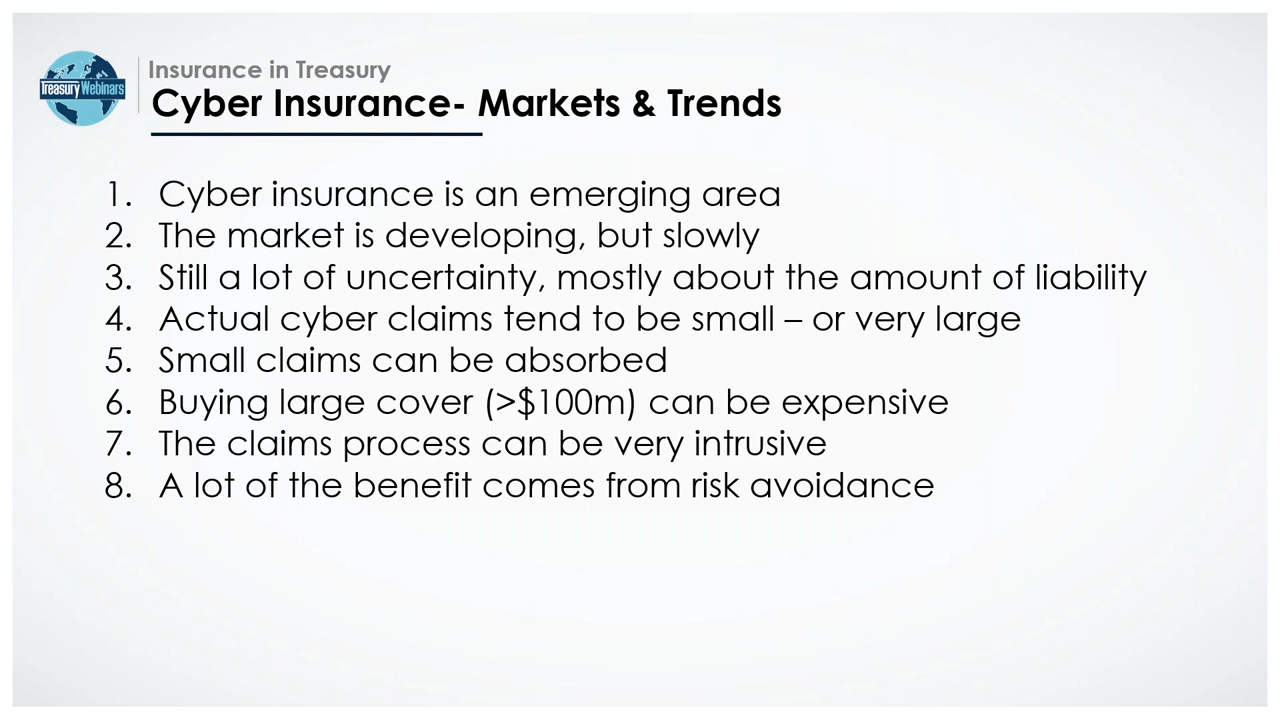 Treasury Webinars
Insurance in Treasury
Cyber Insurance- Markets & Trends
1. Cyber insurance is an emerging area
2. The market is developing, but slowly
3. Still a lot of uncertainty, mostly about the amount of liability
4. Actual cyber claims tend to be small – or very large
5. Small claims can be absorbed
6. Buying large cover (>$100m) can be expensive
7. The claims process can be very intrusive
8. A lot of the benefit comes from risk avoidance